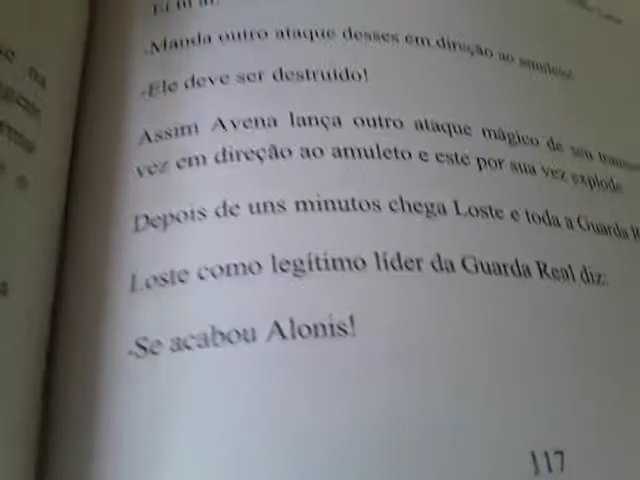 -Manda outro ataque desses em direção ao amuleto!
-Ele deve ser destruído!
Assim Avena lança outro ataque mágico de seu
vez em direção ao amuleto e este por sua vez explode.
Depois de uns minutos chega Loste e toda a Guarda
Loste como legítimo líder da Guarda Real diz:
-Se acabou Alonis!
117